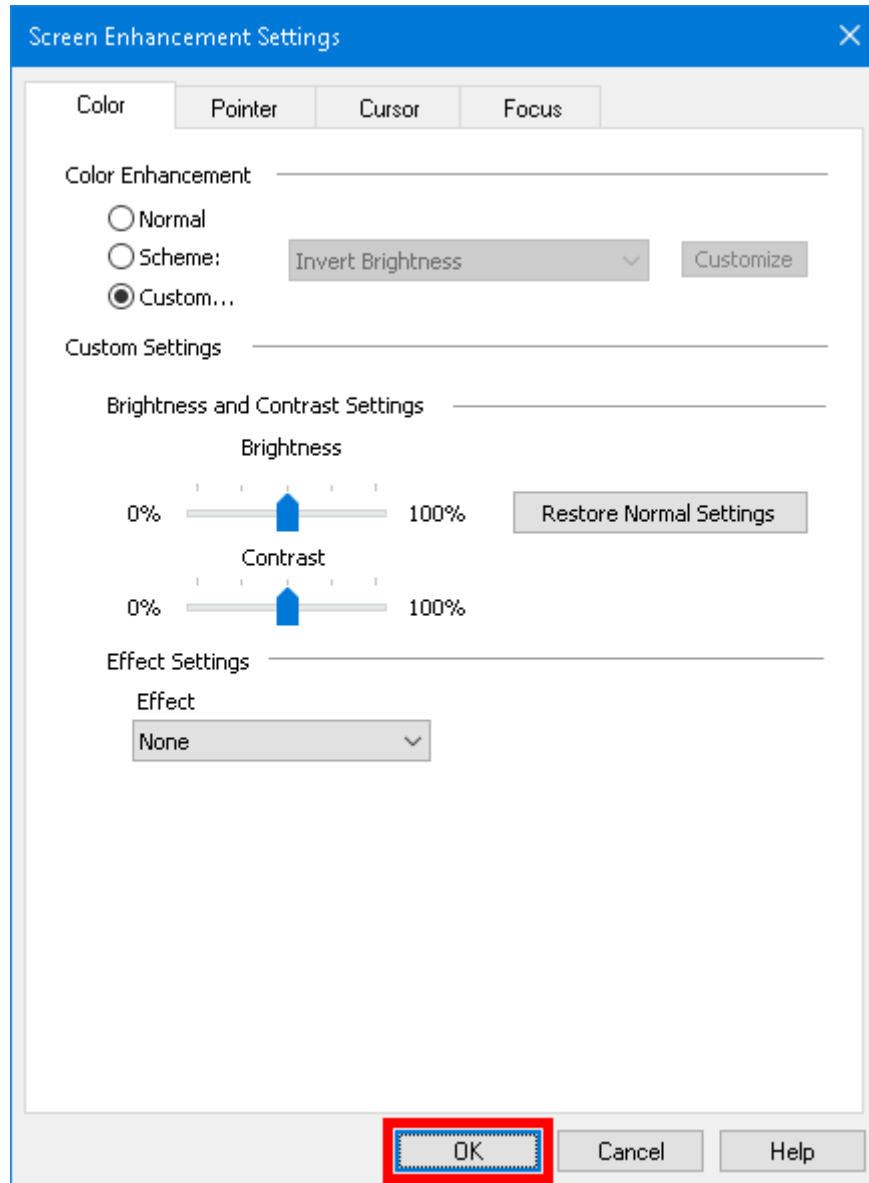 Screen Enhancement Settings
Color Pointer Cursor Focus
Color Enhancement
Normal
Scheme: Invert Brightness Customize
Custom...
Custom Settings
Brightness and Contrast Settings
Brightness
0% 100% Restore Normal Settings
Contrast
0% 100%
Effect Settings
Effect
None
OK Cancel Help